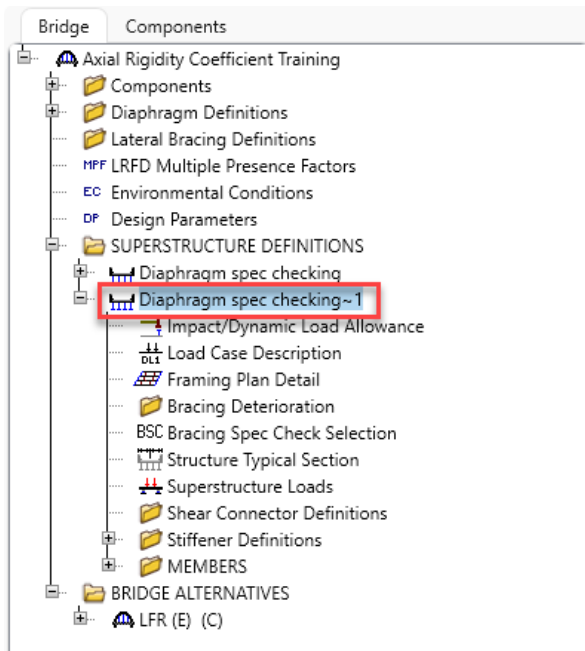 Bridge Components
Axial Rigidity Coefficient Training
Components
Diaphragm Definitions
Lateral Bracing Definitions
MPF LRFD Multiple Presence Factors
EC Environmental Conditions
DP Design Parameters
SUPERSTRUCTURE DEFINITIONS
Diaphragm spec checking
Diaphragm spec checking~1
Impact/Dynamic Load Allowance
DL1 Load Case Description
Framing Plan Detail
Bracing Deterioration
BSC Bracing Spec Check Selection
Structure Typical Section
Superstructure Loads
Shear Connector Definitions
Stiffener Definitions
MEMBERS
BRIDGE ALTERNATIVES
LFR (E) (C)